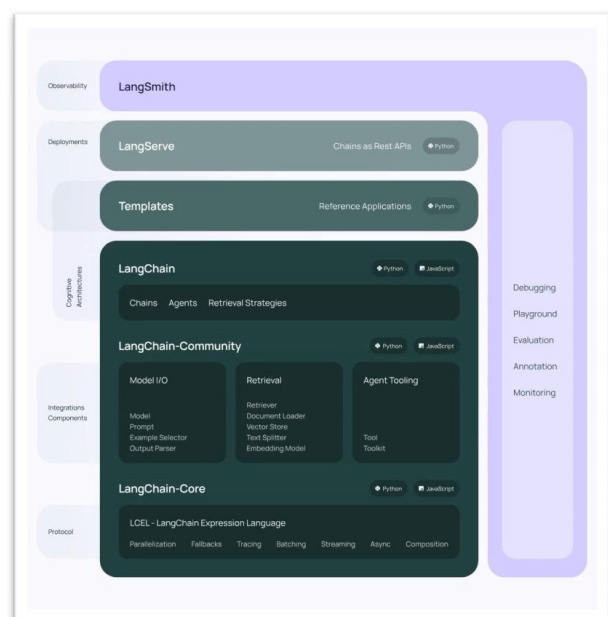 Observability
LangSmith
Deployments
LangServe
Chains as Rest APIs
Python
Templates
Reference Applications
Python
Cognitive
Architectures
LangChain
Python
JavaScript
Chains Agents Retrieval Strategies
LangChain-Community
Python
JavaScript
Integrations
Components
Model I/O
Model
Prompt
Example Selector
Output Parser
Retrieval
Retriever
Document Loader
Vector Store
Text Splitter
Embedding Model
Agent Tooling
Tool
Toolkit
LangChain-Core
Python
JavaScript
Protocol
LCEL - LangChain Expression Language
Parallelization Fallbacks Tracing Batching Streaming Async Composition
Debugging
Playground
Evaluation
Annotation
Monitoring